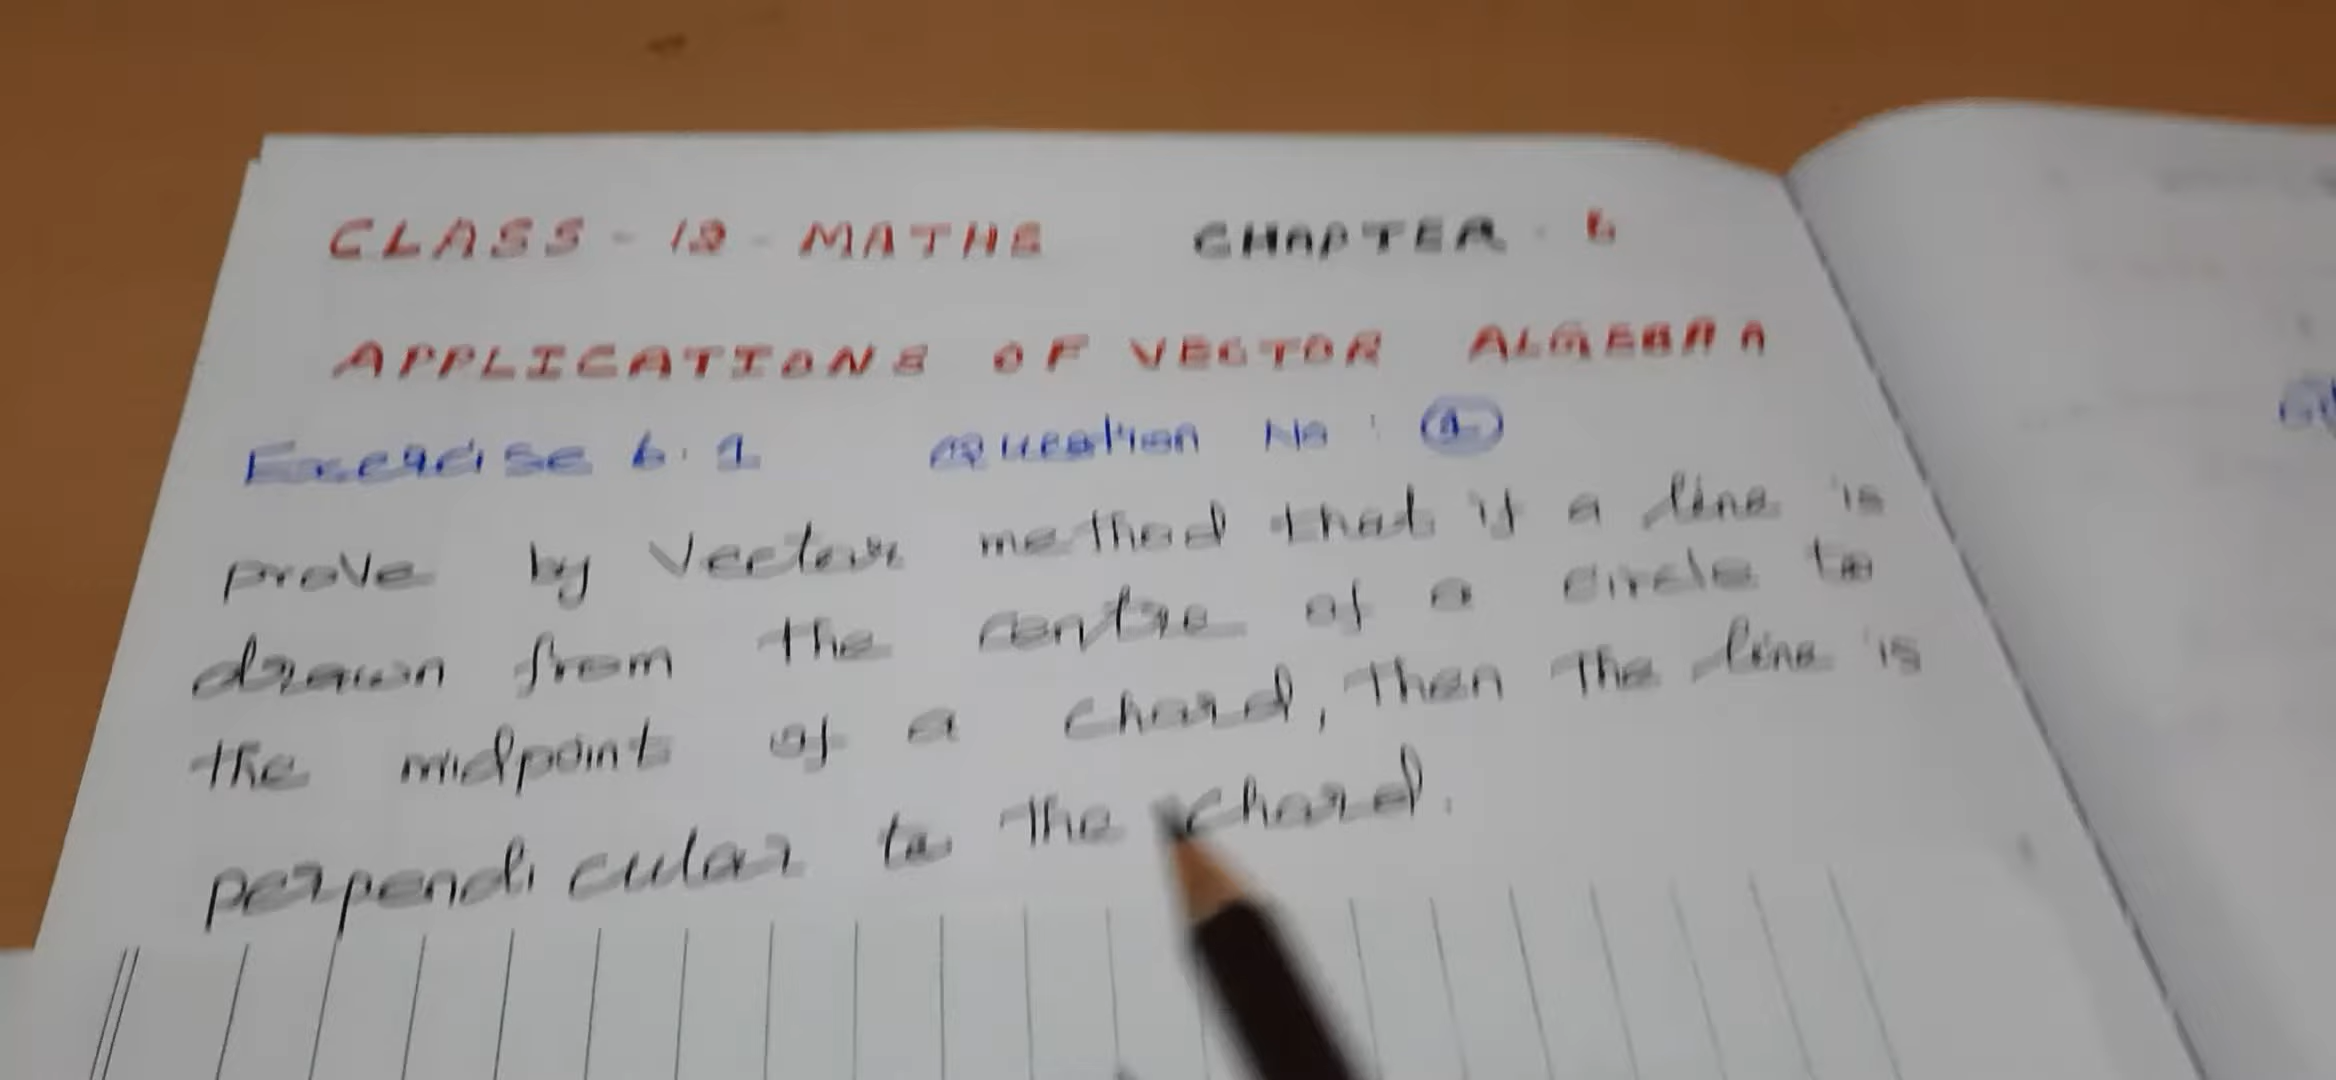 CLASS - 12 - MATHS CHAPTER - 6
APPLICATIONS OF VECTOR ALGEBRA
Exercise 6.1 Question No : 1
prove by Vector method that if a line is
drawn from the centre of a circle to
the midpoint of a chord, then the line is
perpendicular to the chord.